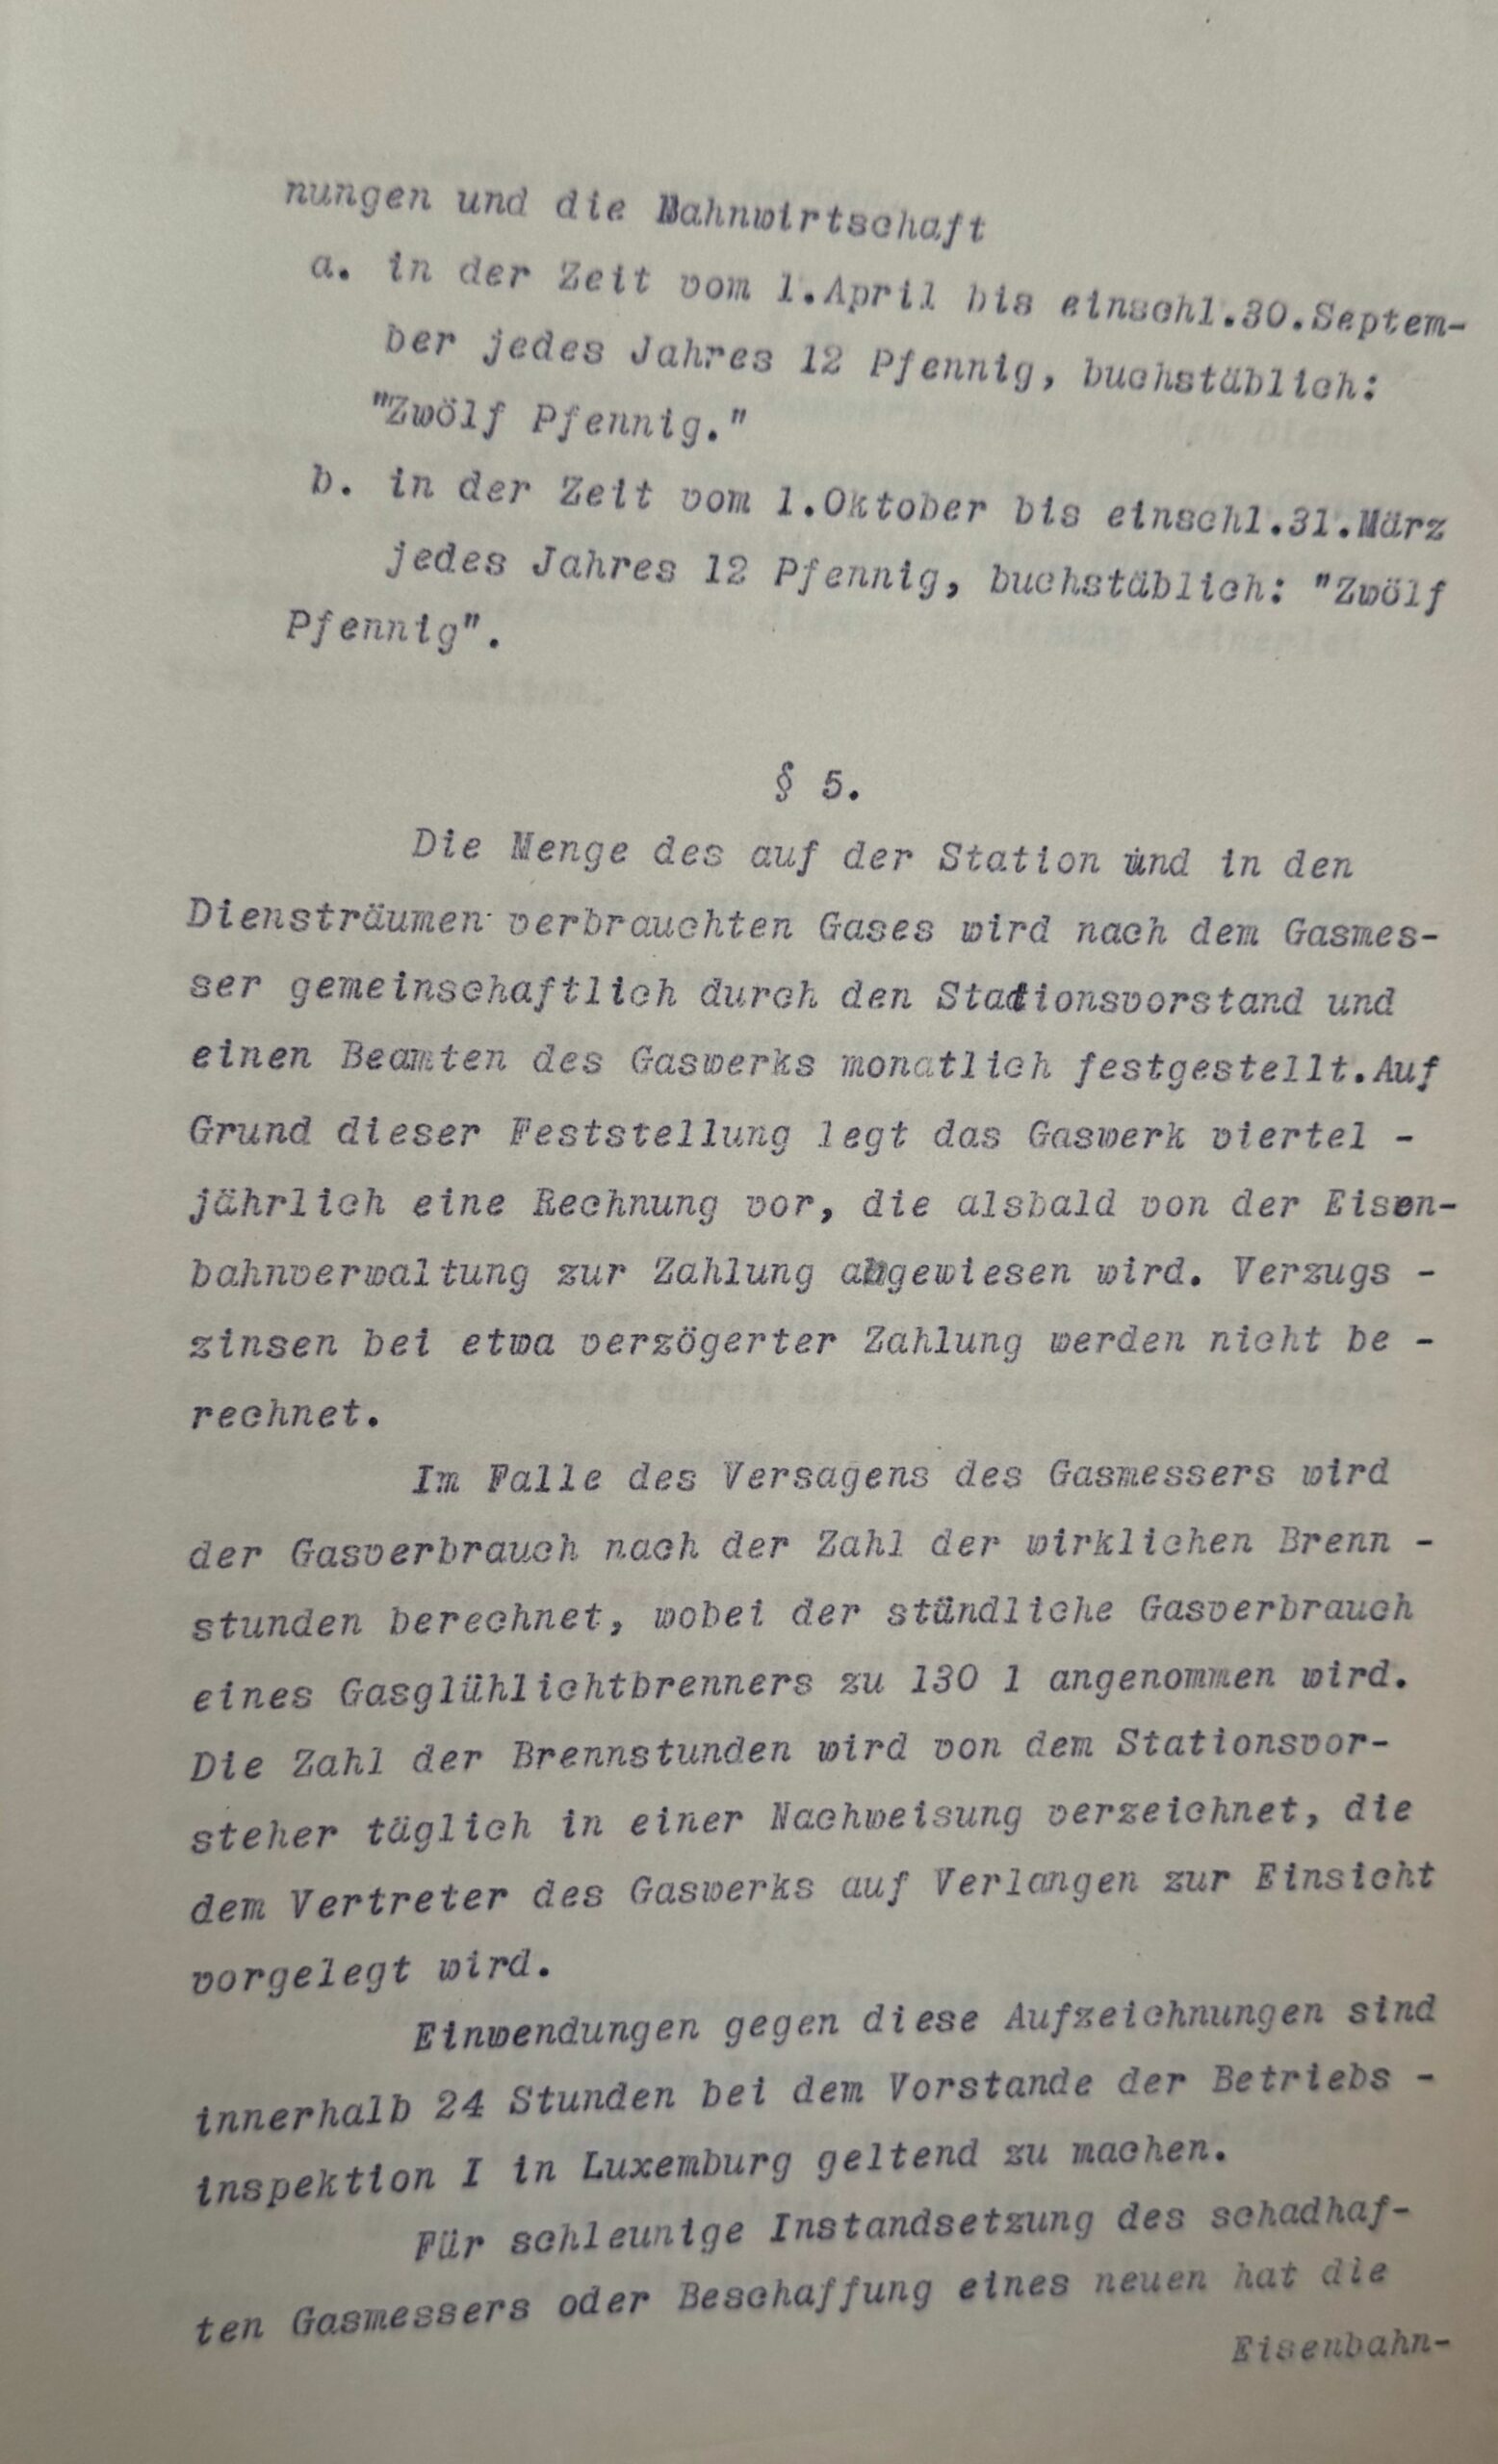 nungen und die Bahnwirtschaft
a. in der Zeit vom 1.April bis einschl.30.Septem-
ber jedes Jahres 12 Pfennig, buchstäblich:
"Zwölf Pfennig."
b. in der Zeit vom 1.Oktober bis einschl.31.März
jedes Jahres 12 Pfennig, buchstäblich: "Zwölf
Pfennig".
§ 5.
Die Menge des auf der Station und in den
Diensträumen verbrauchten Gases wird nach dem Gasmes-
ser gemeinschaftlich durch den Stationsvorstand und
einen Beamten des Gaswerks monatlich festgestellt.Auf
Grund dieser Feststellung legt das Gaswerk viertel -
jährlich eine Rechnung vor, die alsbald von der Eisen-
bahnverwaltung zur Zahlung angewiesen wird. Verzugs -
zinsen bei etwa verzögerter Zahlung werden nicht be -
rechnet.
Im Falle des Versagens des Gasmessers wird
der Gasverbrauch nach der Zahl der wirklichen Brenn -
stunden berechnet, wobei der stündliche Gasverbrauch
eines Gasglühlichtbrenners zu 130 l angenommen wird.
Die Zahl der Brennstunden wird von dem Stationsvor-
steher täglich in einer Nachweisung verzeichnet, die
dem Vertreter des Gaswerks auf Verlangen zur Einsicht
vorgelegt wird.
Einwendungen gegen diese Aufzeichnungen sind
innerhalb 24 Stunden bei dem Vorstande der Betriebs -
inspektion I in Luxemburg geltend zu machen.
Für schleunige Instandsetzung des schadhaf-
ten Gasmessers oder Beschaffung eines neuen hat die
Eisenbahn-